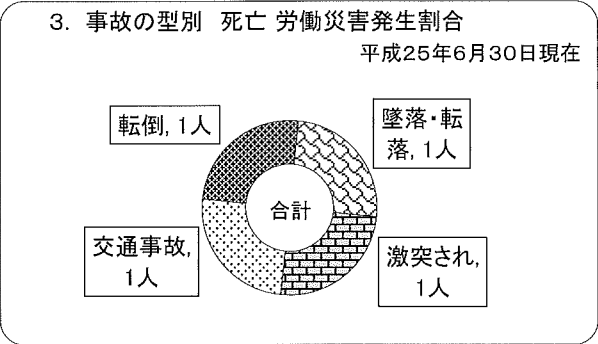 3. 事故の型別 死亡 労働災害発生割合
平成25年6月30日現在
転倒, 1人
墜落・転
落, 1人
合計
交通事故,
1人
激突され,
1人